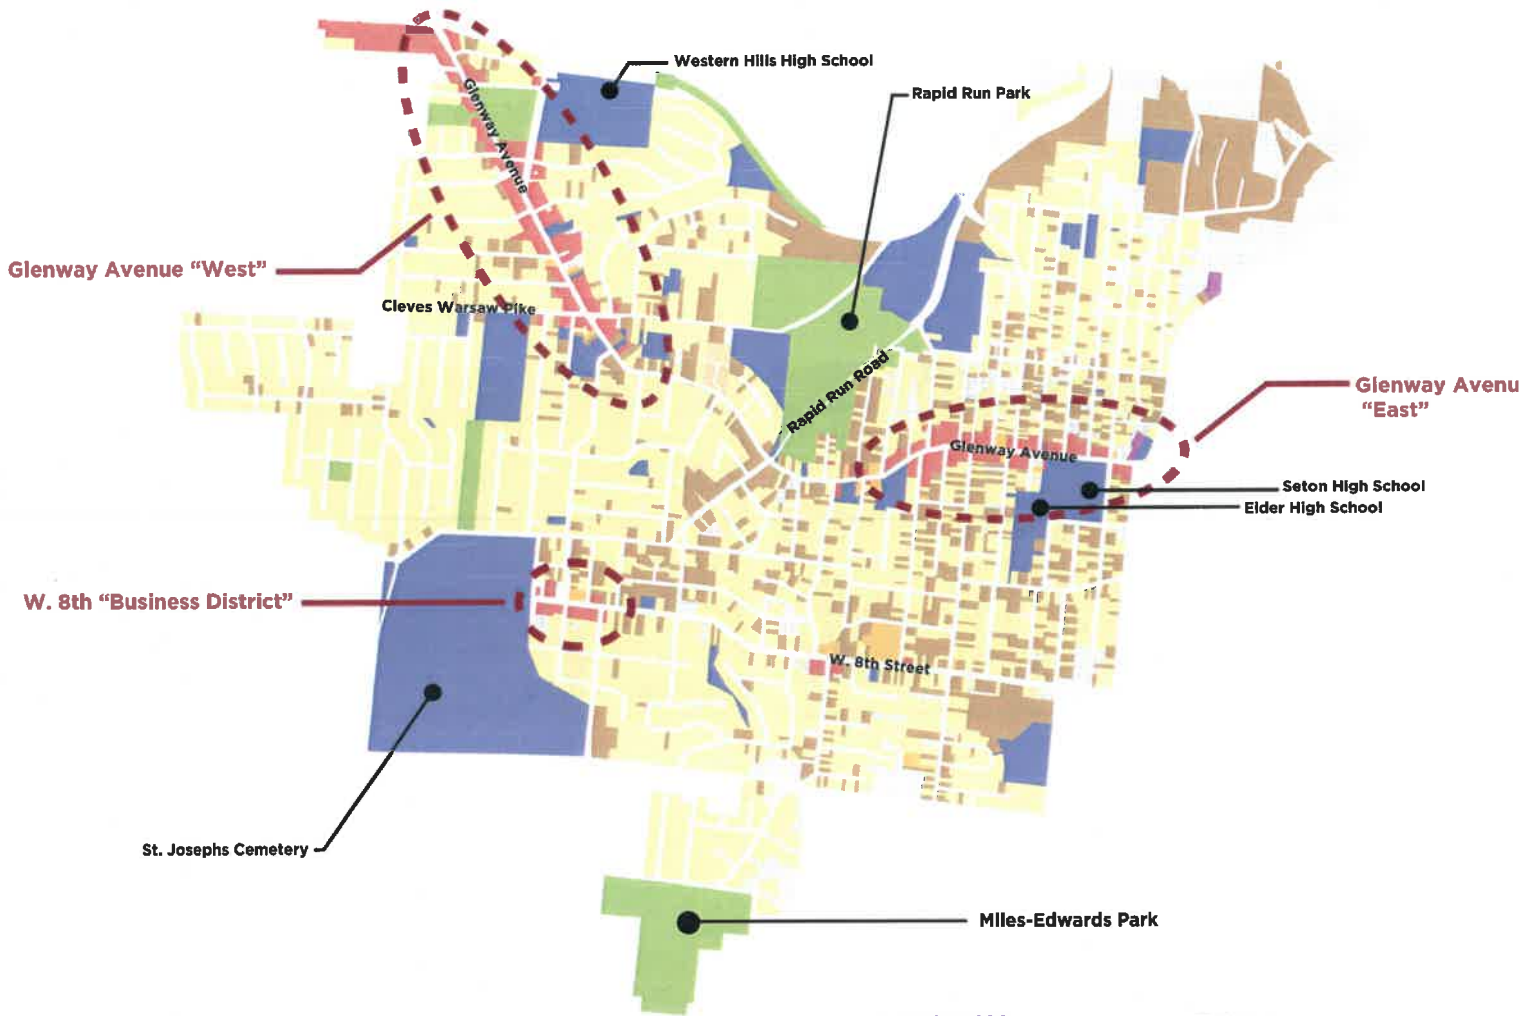 Western Hills High School
Rapid Run Park
Glenway Avenue
Glenway Avenue “West”
Cleves Warsaw Pike
Rapid Run Road
Glenway Avenu
“East”
Glenway Avenue
Seton High School
Elder High School
W. 8th “Business District”
W. 8th Street
St. Josephs Cemetery
Miles-Edwards Park